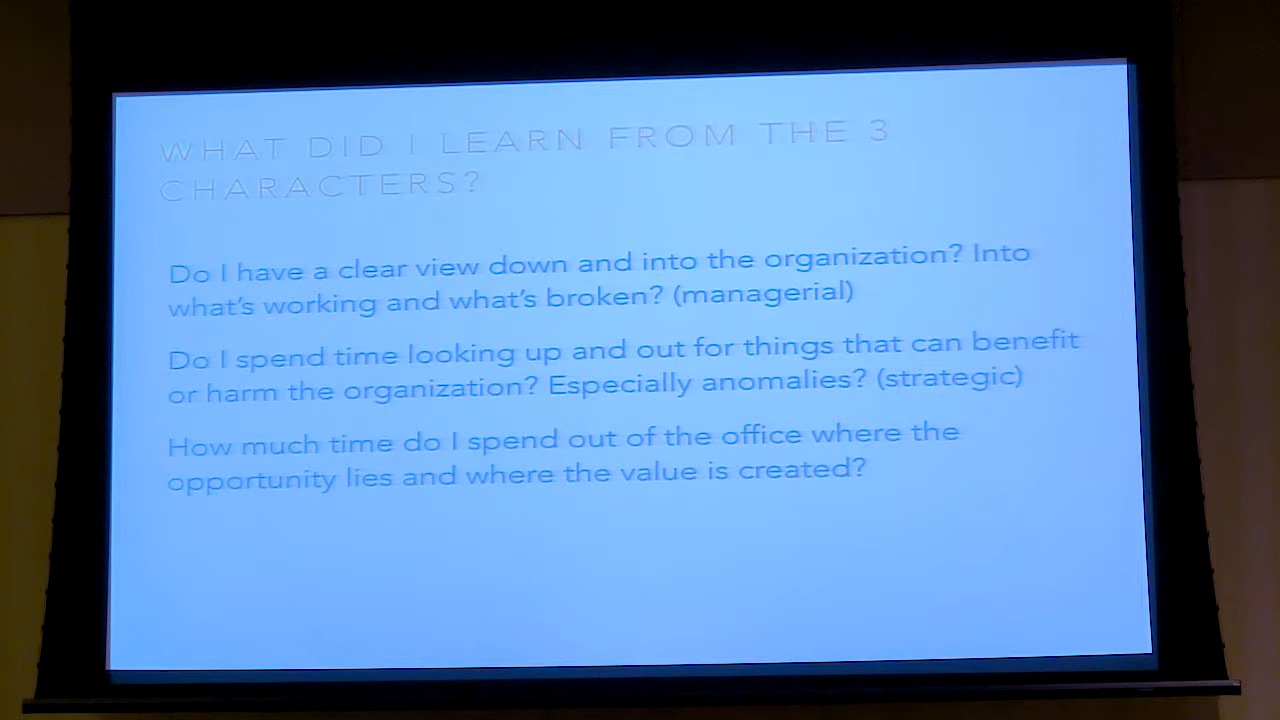 WHAT DID I LEARN FROM THE 3
CHARACTERS?
Do I have a clear view down and into the organization? Into
what's working and what's broken? (managerial)
Do I spend time looking up and out for things that can benefit
or harm the organization? Especially anomalies? (strategic)
How much time do I spend out of the office where the
opportunity lies and where the value is created?